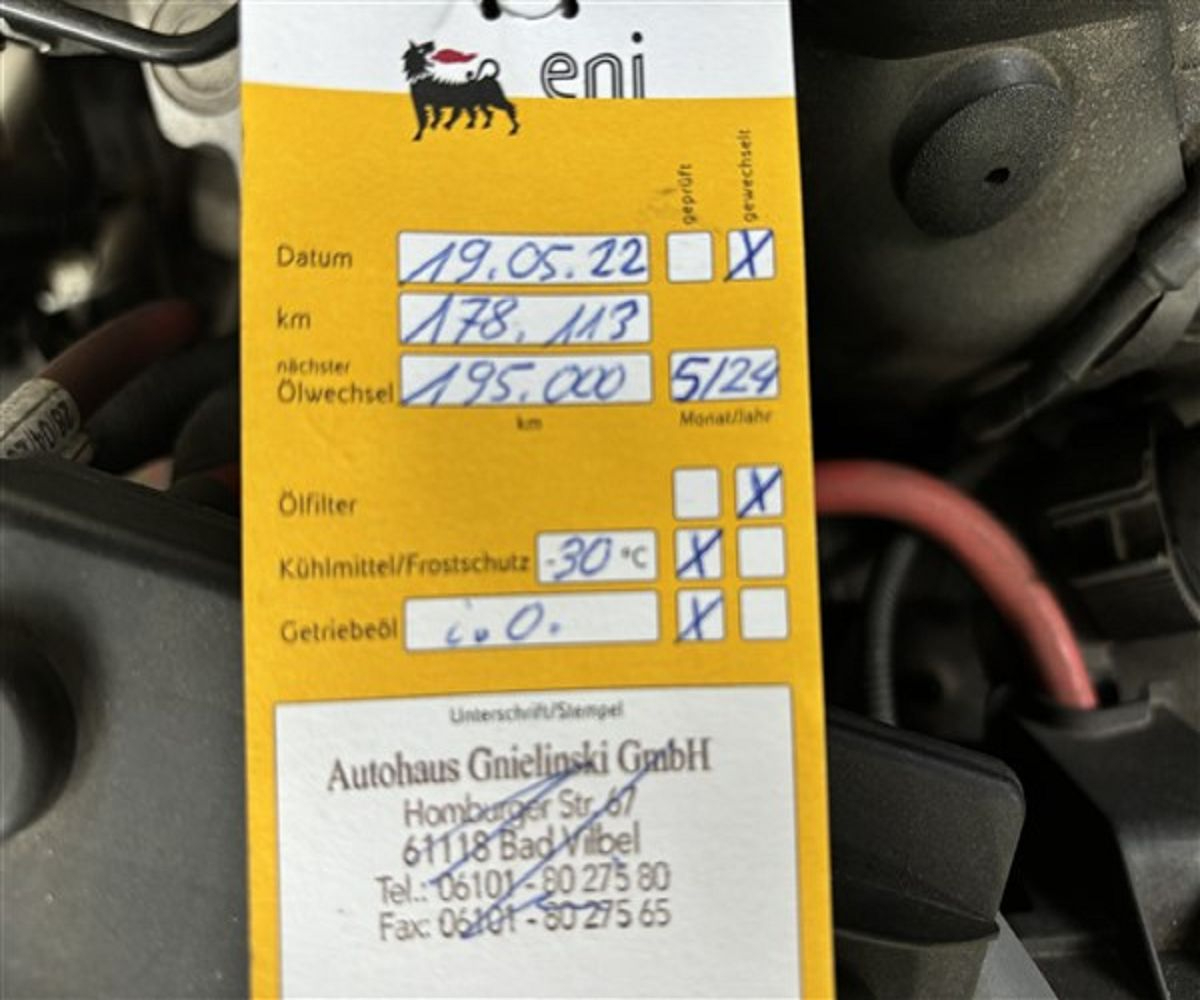 eni
geprüft gewechselt
Datum 19.05.22 X
km 178.113
nächster
Ölwechsel 195.000 5/24
km Monat/Jahr
Ölfilter X
Kühlmittel/Frostschutz -30 °C X
Getriebeöl i.O. X
Unterschrift/Stempel
Autohaus Gnielinski GmbH
Homburger Str. 67
61118 Bad Vilbel
Tel.: 06101 - 80 275 80
Fax: 06101 - 80 275 65